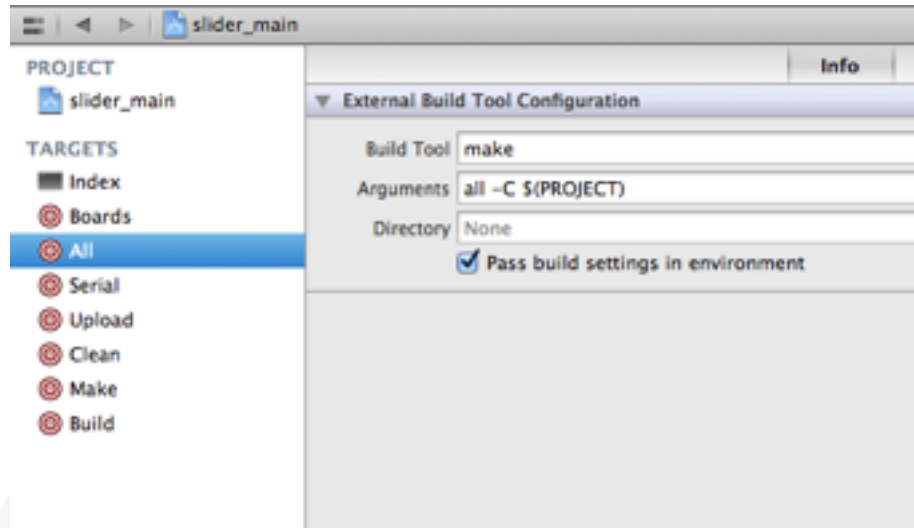 slider_main
PROJECT
slider_main
TARGETS
Index
Boards
All
Serial
Upload
Clean
Make
Build
Info
External Build Tool Configuration
Build Tool make
Arguments all -C $(PROJECT)
Directory None
Pass build settings in environment